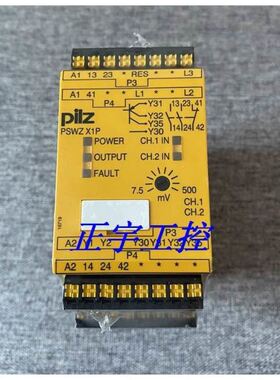 A1 13 23 * RES * * L3
P3
A1 41 * * L1 * * L2
P4
Y31
Y32
Y35
Y30
13 23 41
14 24 42
pilz
PSWZ X1P
POWER
CH.1 IN
OUTPUT
CH.2 IN
FAULT
7.5
500
mV
CH.1
CH.2
正宇工控
P3
A2
Y2
Y30
P4
A2 14 24 42 * * * *